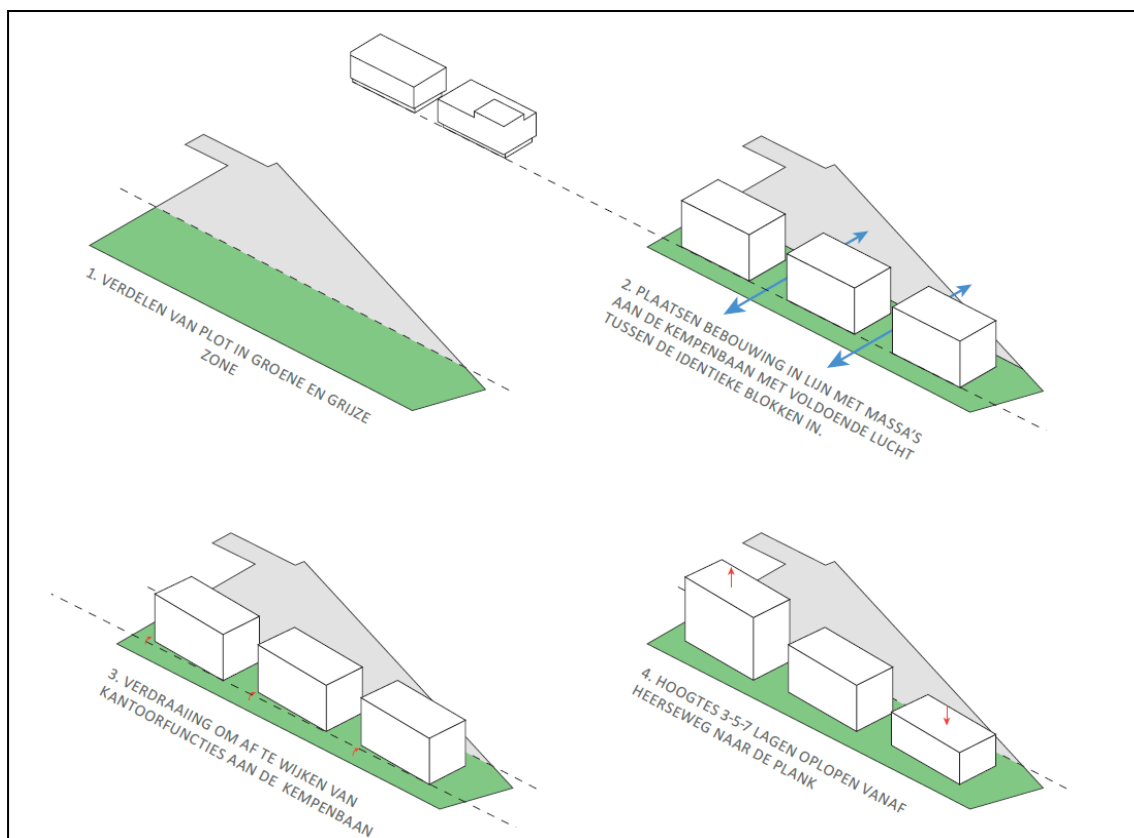 1. VERDELEN VAN PLOT IN GROENE EN GRIJZE
ZONE
2. PLAATSEN BEBOUWING IN LIJN MET MASSA'S
AAN DE KEMPENBAAN MET VOLDOENDE LUCHT
TUSSEN DE IDENTIEKE BLOKKEN IN.
3. VERDRAAIING OM AF TE WIJKEN VAN
KANTOORFUNCTIES AAN DE KEMPENBAAN
4. HOOGTES 3-5-7 LAGEN OPLOPEN VANAF
HEERSEWEG NAAR DE PLANK